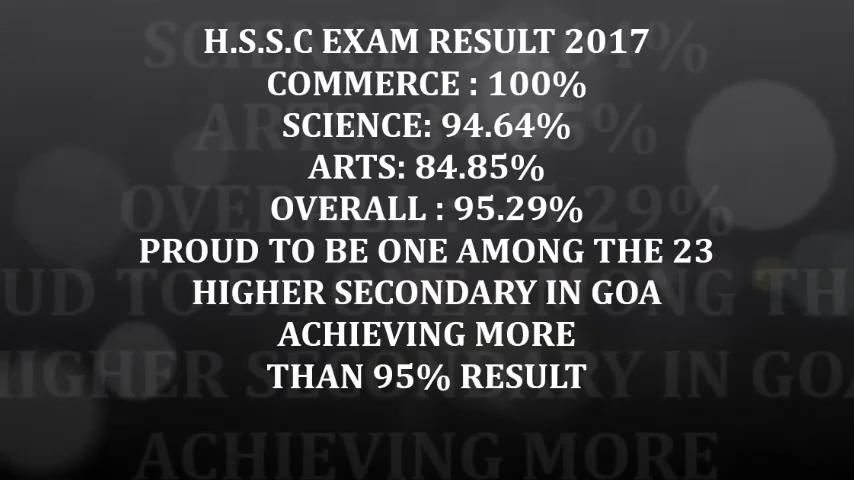 H.S.S.C EXAM RESULT 2017
COMMERCE : 100%
SCIENCE: 94.64%
ARTS: 84.85%
OVERALL : 95.29%
PROUD TO BE ONE AMONG THE 23
HIGHER SECONDARY IN GOA
ACHIEVING MORE
THAN 95% RESULT